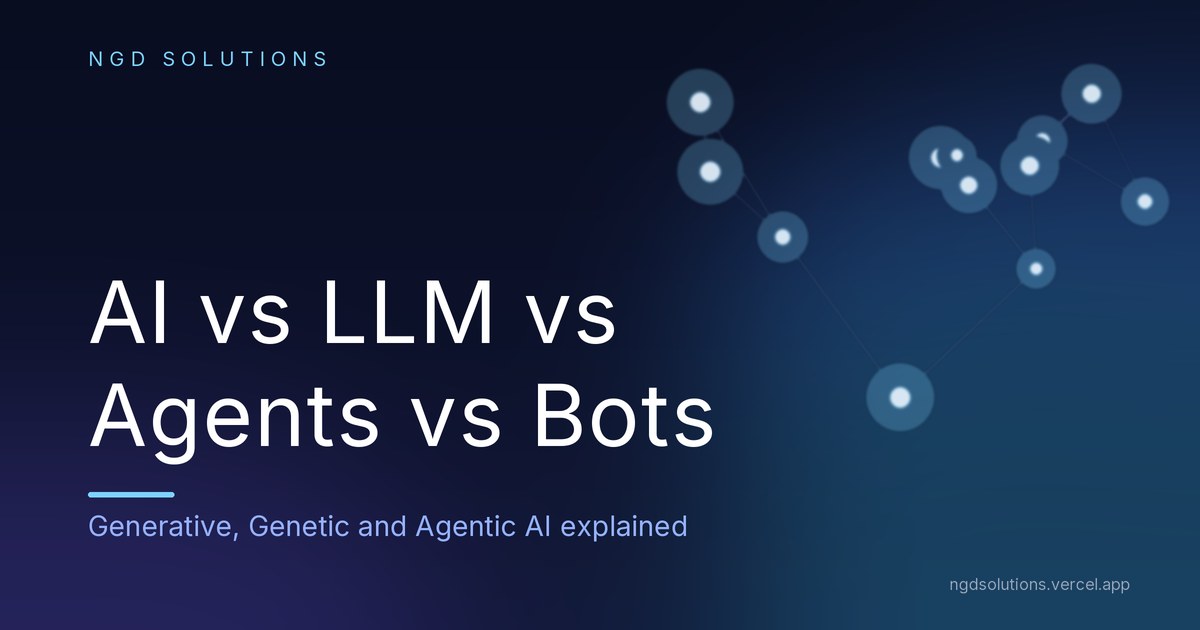 NGD SOLUTIONS
AI vs LLM vs
Agents vs Bots
Generative, Genetic and Agentic AI explained
ngdsolutions.vercel.app